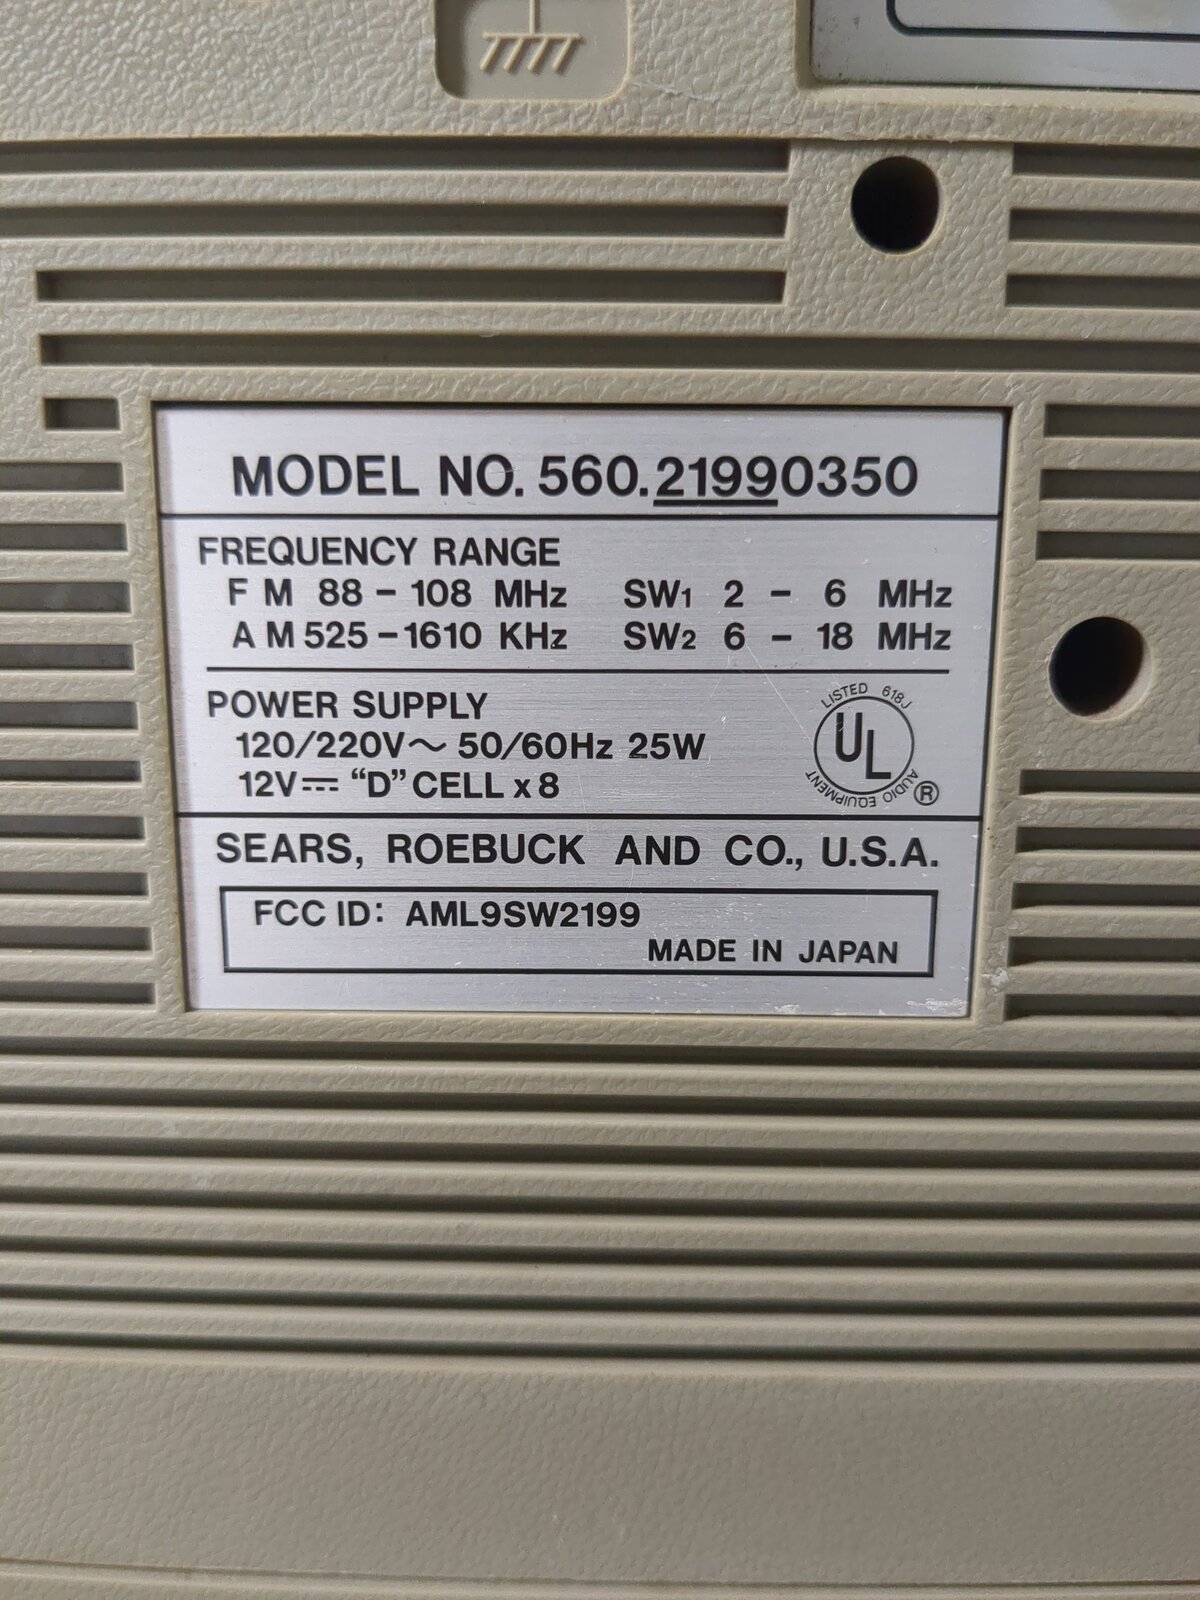 MODEL NO. 560.21990350
FREQUENCY RANGE
FM 88 – 108 MHz SW1 2 – 6 MHz
AM 525 – 1610 KHz SW2 6 – 18 MHz
POWER SUPPLY
120/220V～ 50/60Hz 25W
12V⎓ “D” CELL x 8
LISTED 618J
UL
AUDIO EQUIPMENT
®
SEARS, ROEBUCK AND CO., U.S.A.
FCC ID: AML9SW2199
MADE IN JAPAN